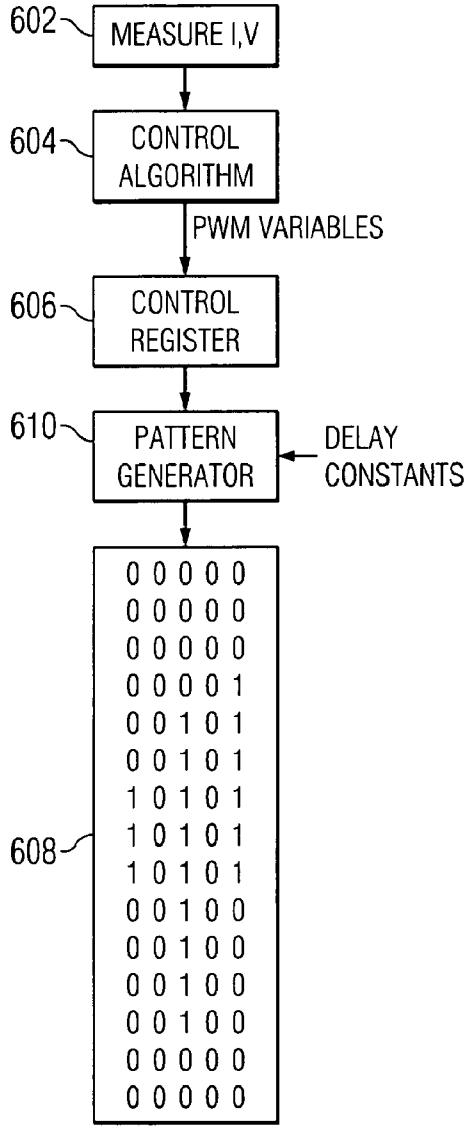 602
MEASURE I,V
604
CONTROL
ALGORITHM
PWM VARIABLES
606
CONTROL
REGISTER
610
PATTERN
GENERATOR
DELAY
CONSTANTS
0 0 0 0 0
0 0 0 0 0
0 0 0 0 0
0 0 0 0 1
0 0 1 0 1
0 0 1 0 1
1 0 1 0 1
1 0 1 0 1
608
1 0 1 0 1
0 0 1 0 0
0 0 1 0 0
0 0 1 0 0
0 0 1 0 0
0 0 0 0 0
0 0 0 0 0